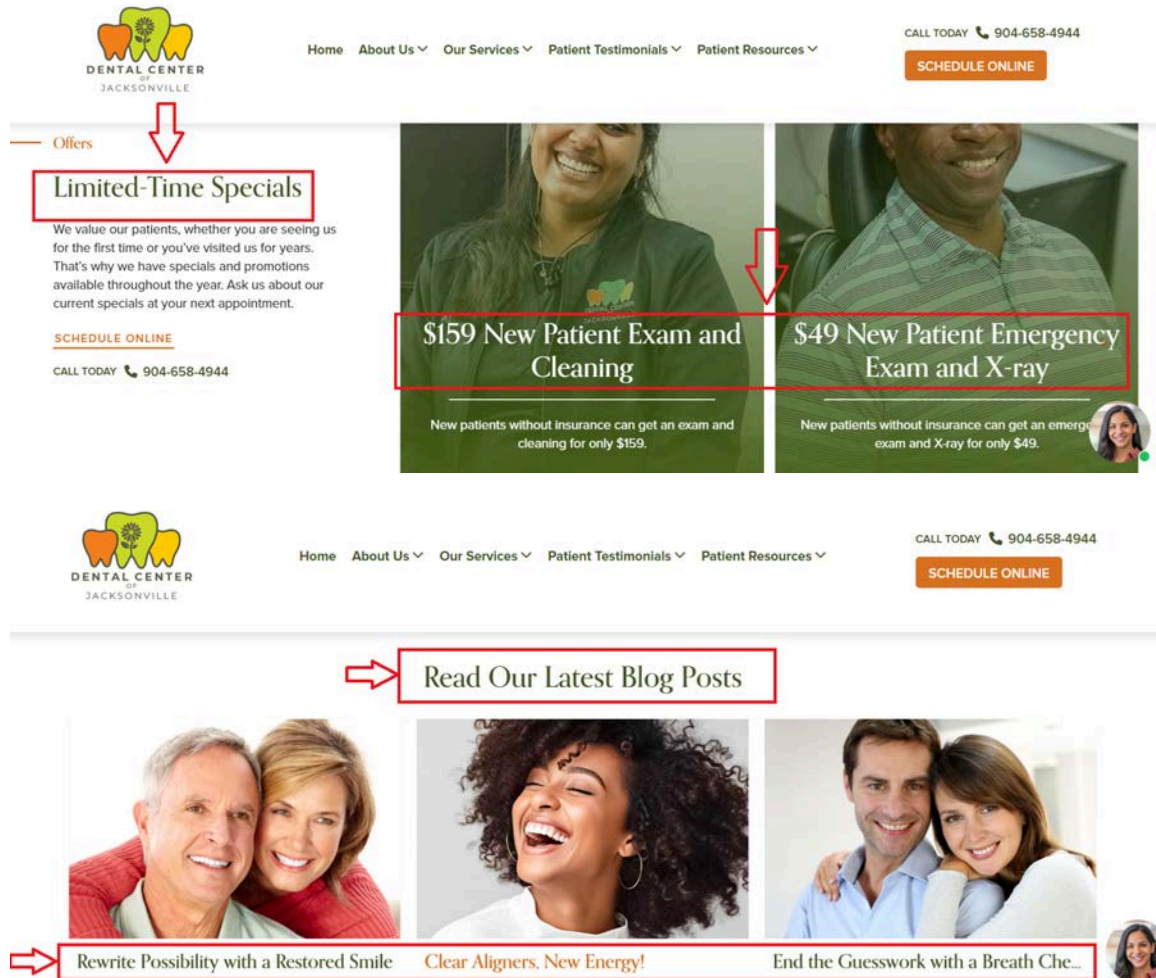 DENTAL CENTER
OF
JACKSONVILLE
Home About Us Our Services Patient Testimonials Patient Resources
CALL TODAY 904-658-4944
SCHEDULE ONLINE
Offers
Limited-Time Specials
We value our patients, whether you are seeing us
for the first time or you've visited us for years.
That's why we have specials and promotions
available throughout the year. Ask us about our
current specials at your next appointment.
SCHEDULE ONLINE
CALL TODAY 904-658-4944
$159 New Patient Exam and
Cleaning
New patients without insurance can get an exam and
cleaning for only $159.
$49 New Patient Emergency
Exam and X-ray
New patients without insurance can get an emerg
exam and X-ray for only $49.
DENTAL CENTER
OF
JACKSONVILLE
Home About Us Our Services Patient Testimonials Patient Resources
CALL TODAY 904-658-4944
SCHEDULE ONLINE
Read Our Latest Blog Posts
Rewrite Possibility with a Restored Smile
Clear Aligners, New Energy!
End the Guesswork with a Breath Che...